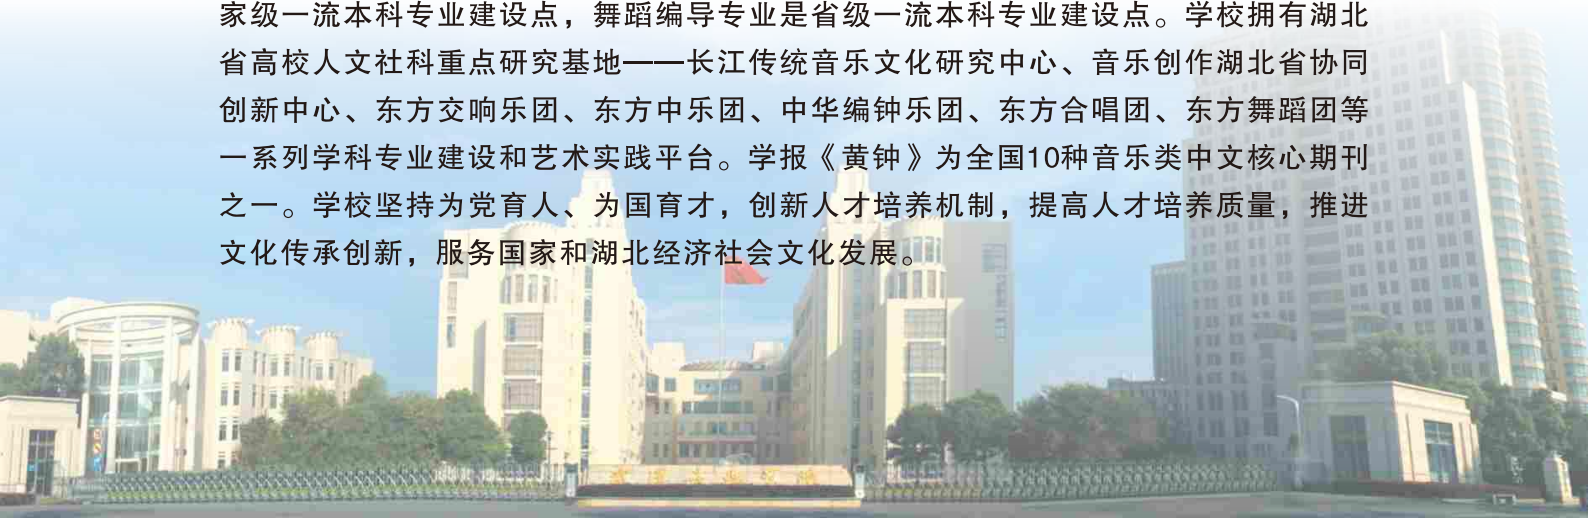 家级一流本科专业建设点，舞蹈编导专业是省级一流本科专业建设点。学校拥有湖北
省高校人文社科重点研究基地——长江传统音乐文化研究中心、音乐创作湖北省协同
创新中心、东方交响乐团、东方中乐团、中华编钟乐团、东方合唱团、东方舞蹈团等
一系列学科专业建设和艺术实践平台。学报《黄钟》为全国10种音乐类中文核心期刊
之一。学校坚持为党育人、为国育才，创新人才培养机制，提高人才培养质量，推进
文化传承创新，服务国家和湖北经济社会文化发展。